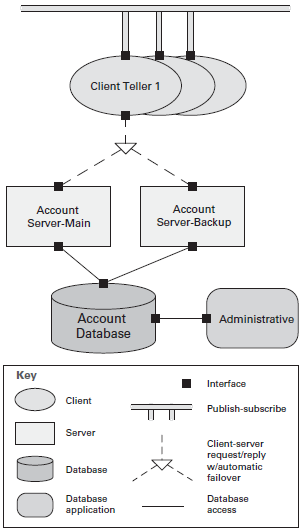 Client Teller 1
Account
Server-Main
Account
Server-Backup
Account
Database
Administrative
Key
Client
Server
Database
Database
application
Interface
Publish-subscribe
Client-server
request/reply
w/automatic
failover
Database
access